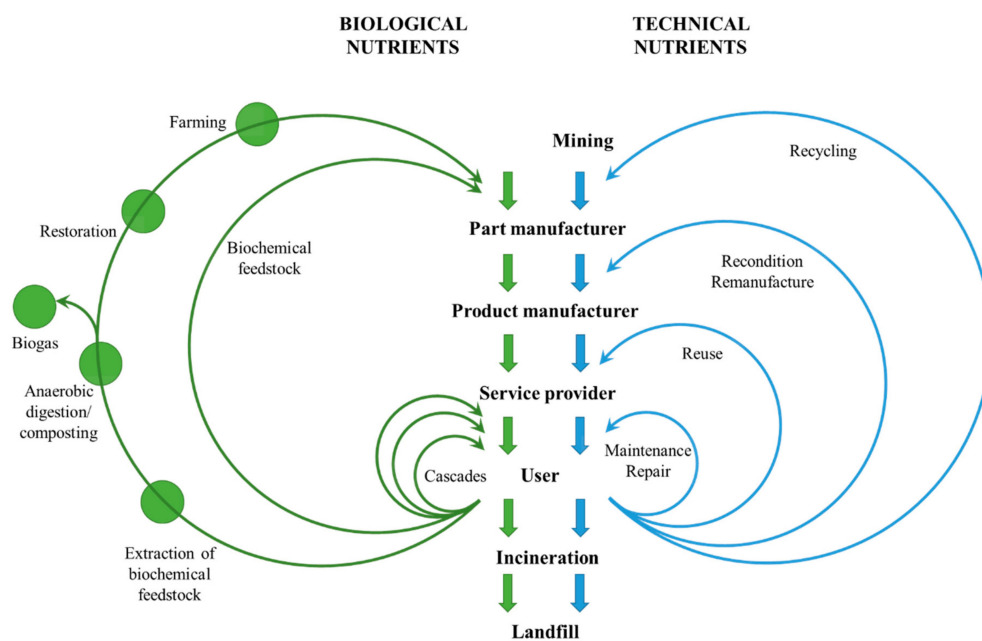 BIOLOGICAL
NUTRIENTS
TECHNICAL
NUTRIENTS
Farming
Mining
Recycling
Restoration
Part manufacturer
Biochemical
feedstock
Recondition
Remanufacture
Product manufacturer
Biogas
Reuse
Anaerobic
digestion/
composting
Service provider
Cascades
User
Maintenance
Repair
Extraction of
biochemical
feedstock
Incineration
Landfill